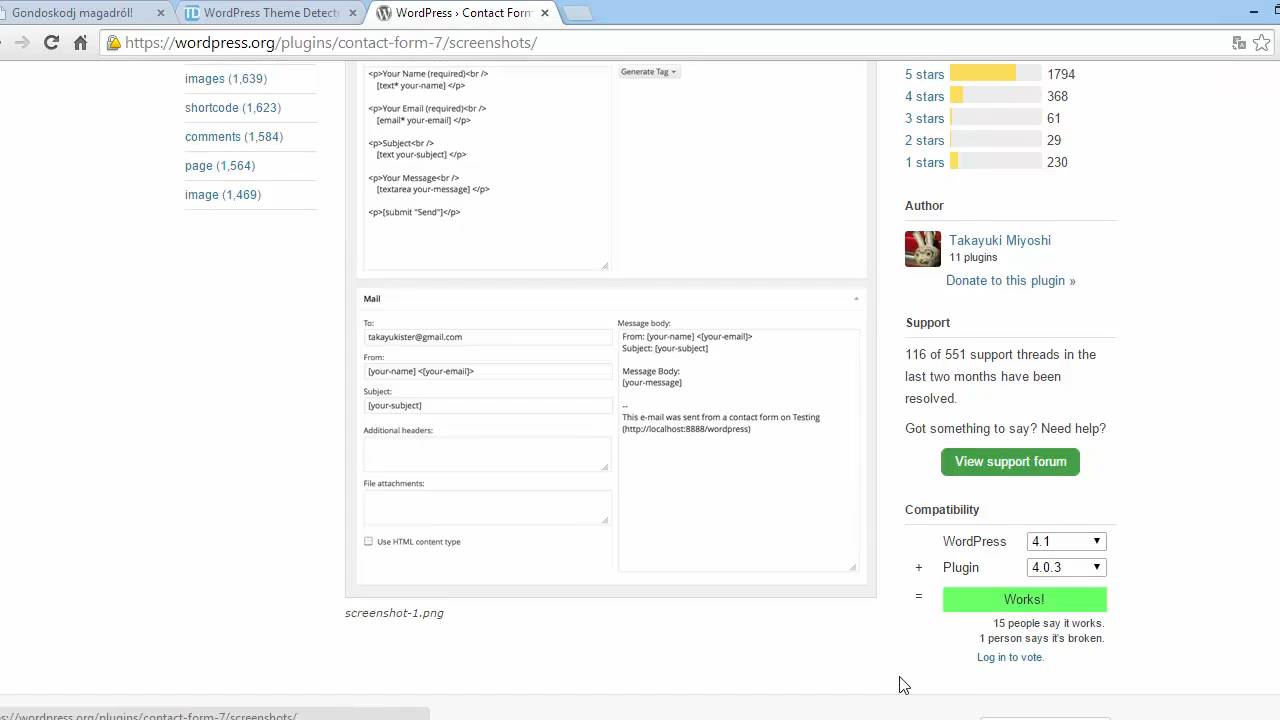 Gondoskodj magadról!
WordPress Theme Detect
WordPress › Contact Form
https://wordpress.org/plugins/contact-form-7/screenshots/
images (1,639)
shortcode (1,623)
comments (1,584)
page (1,564)
image (1,469)
<p>Your Name (required)<br />
[text* your-name] </p>
<p>Your Email (required)<br />
[email* your-email] </p>
<p>Subject<br />
[text your-subject] </p>
<p>Your Message<br />
[textarea your-message] </p>
<p>[submit "Send"]</p>
Generate Tag
Mail
To:
takayukister@gmail.com
From:
[your-name] <[your-email]>
Subject:
[your-subject]
Additional headers:
File attachments:
Use HTML content type
Message body:
From: [your-name] <[your-email]>
Subject: [your-subject]
Message Body:
[your-message]
--
This e-mail was sent from a contact form on Testing
(http://localhost:8888/wordpress)
screenshot-1.png
5 stars 1794
4 stars 368
3 stars 61
2 stars 29
1 stars 230
Author
Takayuki Miyoshi
11 plugins
Donate to this plugin »
Support
116 of 551 support threads in the
last two months have been
resolved.
Got something to say? Need help?
View support forum
Compatibility
WordPress 4.1
+ Plugin 4.0.3
= Works!
15 people say it works.
1 person says it's broken.
Log in to vote.
ps://wordpress.org/plugins/contact-form-7/screenshots/